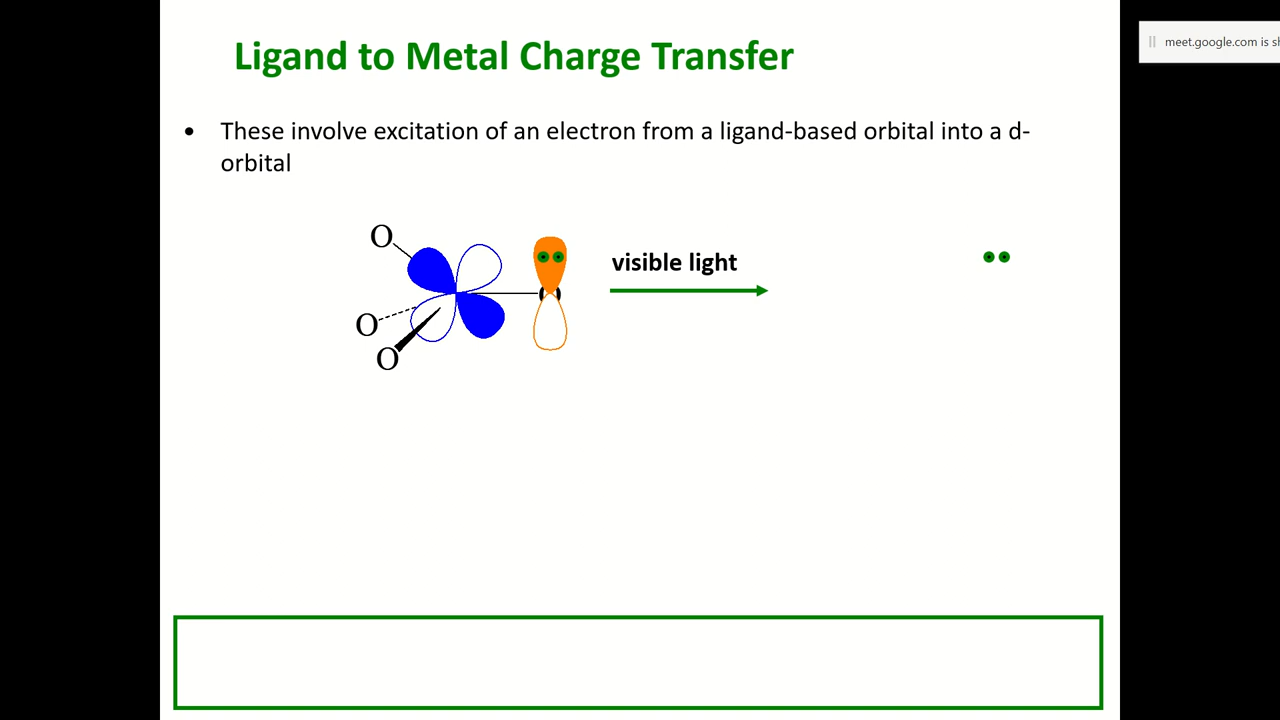 Ligand to Metal Charge Transfer
meet.google.com is sh
• These involve excitation of an electron from a ligand-based orbital into a d-
orbital
O
visible light
O
O